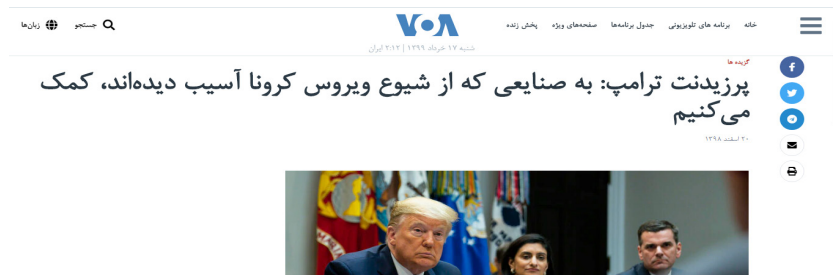 خانه برنامه های تلویزیونی جدول برنامه‌ها صفحه‌های ویژه پخش زنده VOA جستجو زبان‌ها
شنبه ۱۷ خرداد ۱۳۹۹ | ۲:۱۲ ایران
گزیده ها
پرزیدنت ترامپ: به صنایعی که از شیوع ویروس کرونا آسیب دیده‌اند، کمک
می‌کنیم
۲۰ اسفند ۱۳۹۸